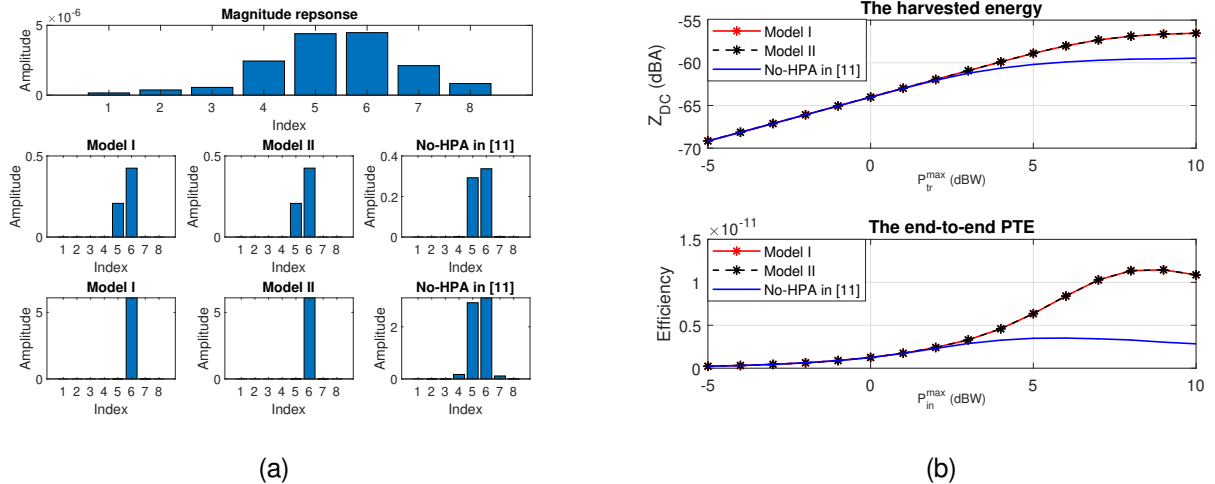 Magnitude repsonse
×10^-6
5
0
Amplitude
1 2 3 4 5 6 7 8
Index
Model I
0.5
0
Amplitude
1 2 3 4 5 6 7 8
Index
Model II
0.5
0
Amplitude
1 2 3 4 5 6 7 8
Index
No-HPA in [11]
0.4
0.2
0
Amplitude
1 2 3 4 5 6 7 8
Index
Model I
5
0
Amplitude
1 2 3 4 5 6 7 8
Index
Model II
5
0
Amplitude
1 2 3 4 5 6 7 8
Index
No-HPA in [11]
2
0
Amplitude
1 2 3 4 5 6 7 8
Index
(a)
The harvested energy
-55
-60
-65
-70
Z_DC (dBA)
Model I
Model II
No-HPA in [11]
-5 0 5 10
P_tr^max (dBW)
The end-to-end PTE
×10^-11
1.5
1
0.5
0
Efficiency
Model I
Model II
No-HPA in [11]
-5 0 5 10
P_in^max (dBW)
(b)